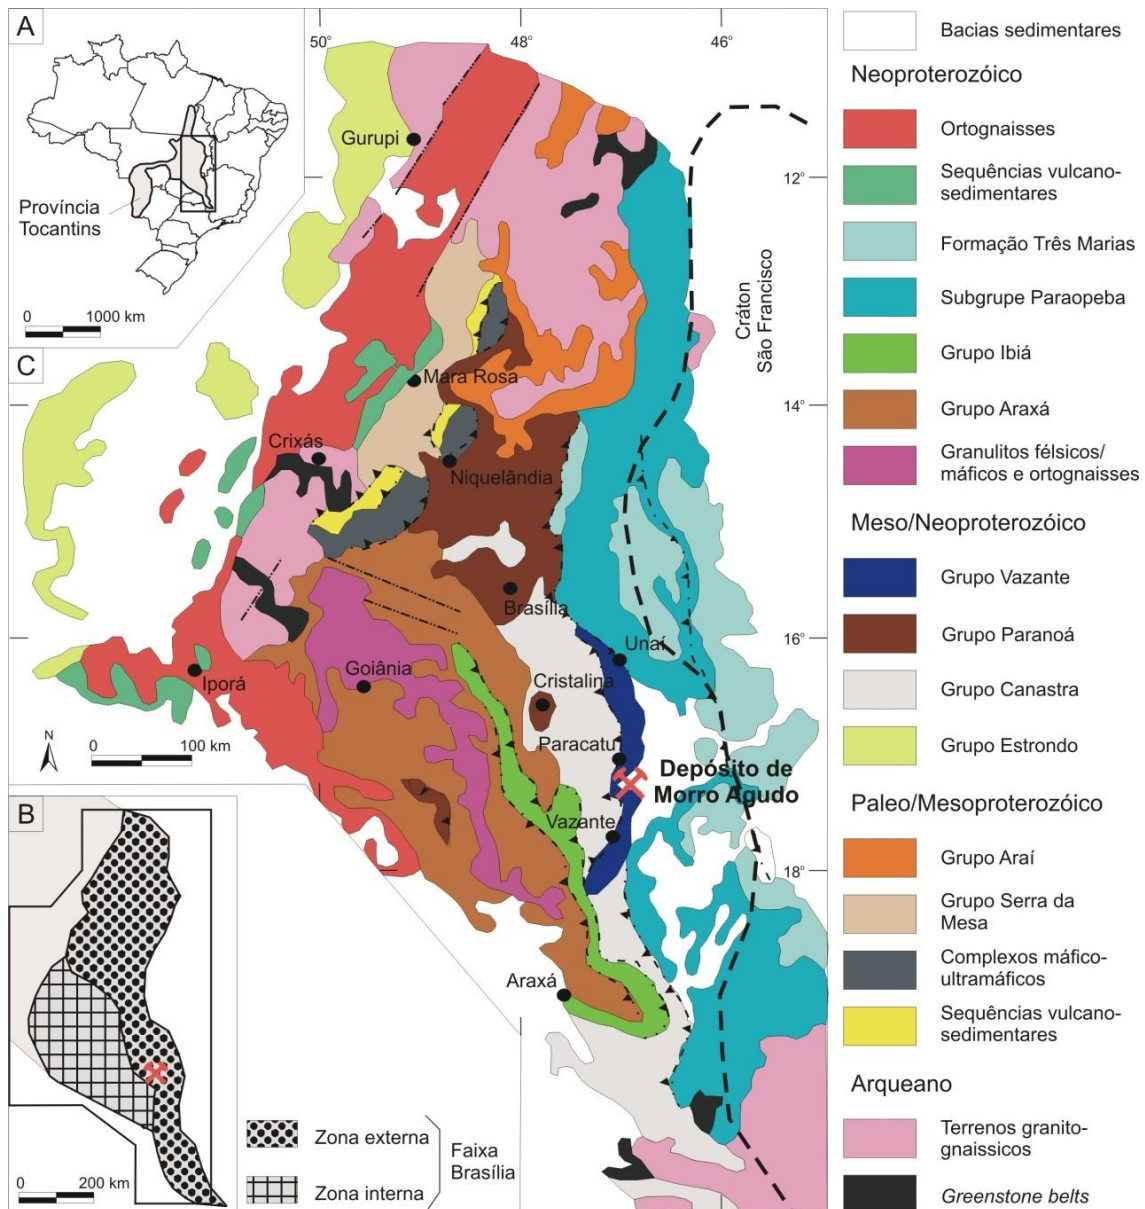 A
Província
Tocantins
0 1000 km
C
50° 48° 46°
Gurupi
12°
Cráton
São Francisco
Mara Rosa
14°
Crixás
Niquelândia
Brasília
16°
Unaí
Goiânia
Iporá
Cristalina
N
0 100 km
Paracatu
Depósito de
Morro Agudo
Vazante
18°
Araxá
B
Zona externa
Zona interna
Faixa
Brasília
0 200 km
Bacias sedimentares
Neoproterozóico
Ortognaisses
Sequências vulcano-
sedimentares
Formação Três Marias
Subgrupe Paraopeba
Grupo Ibiá
Grupo Araxá
Granulitos félsicos/
máficos e ortognaisses
Meso/Neoproterozóico
Grupo Vazante
Grupo Paranoá
Grupo Canastra
Grupo Estrondo
Paleo/Mesoproterozóico
Grupo Araí
Grupo Serra da
Mesa
Complexos máfico-
ultramáficos
Sequências vulcano-
sedimentares
Arqueano
Terrenos granito-
gnaissicos
Greenstone belts